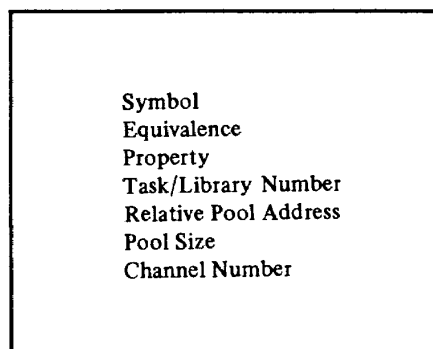 Symbol
Equivalence
Property
Task/Library Number
Relative Pool Address
Pool Size
Channel Number